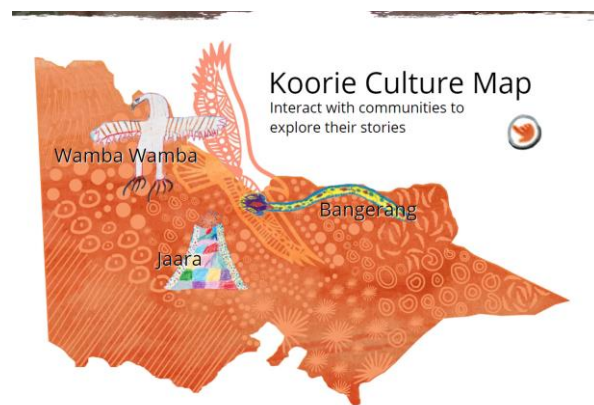 Koorie Culture Map
Interact with communities to
explore their stories
Wamba Wamba
Bangerang
Jaara